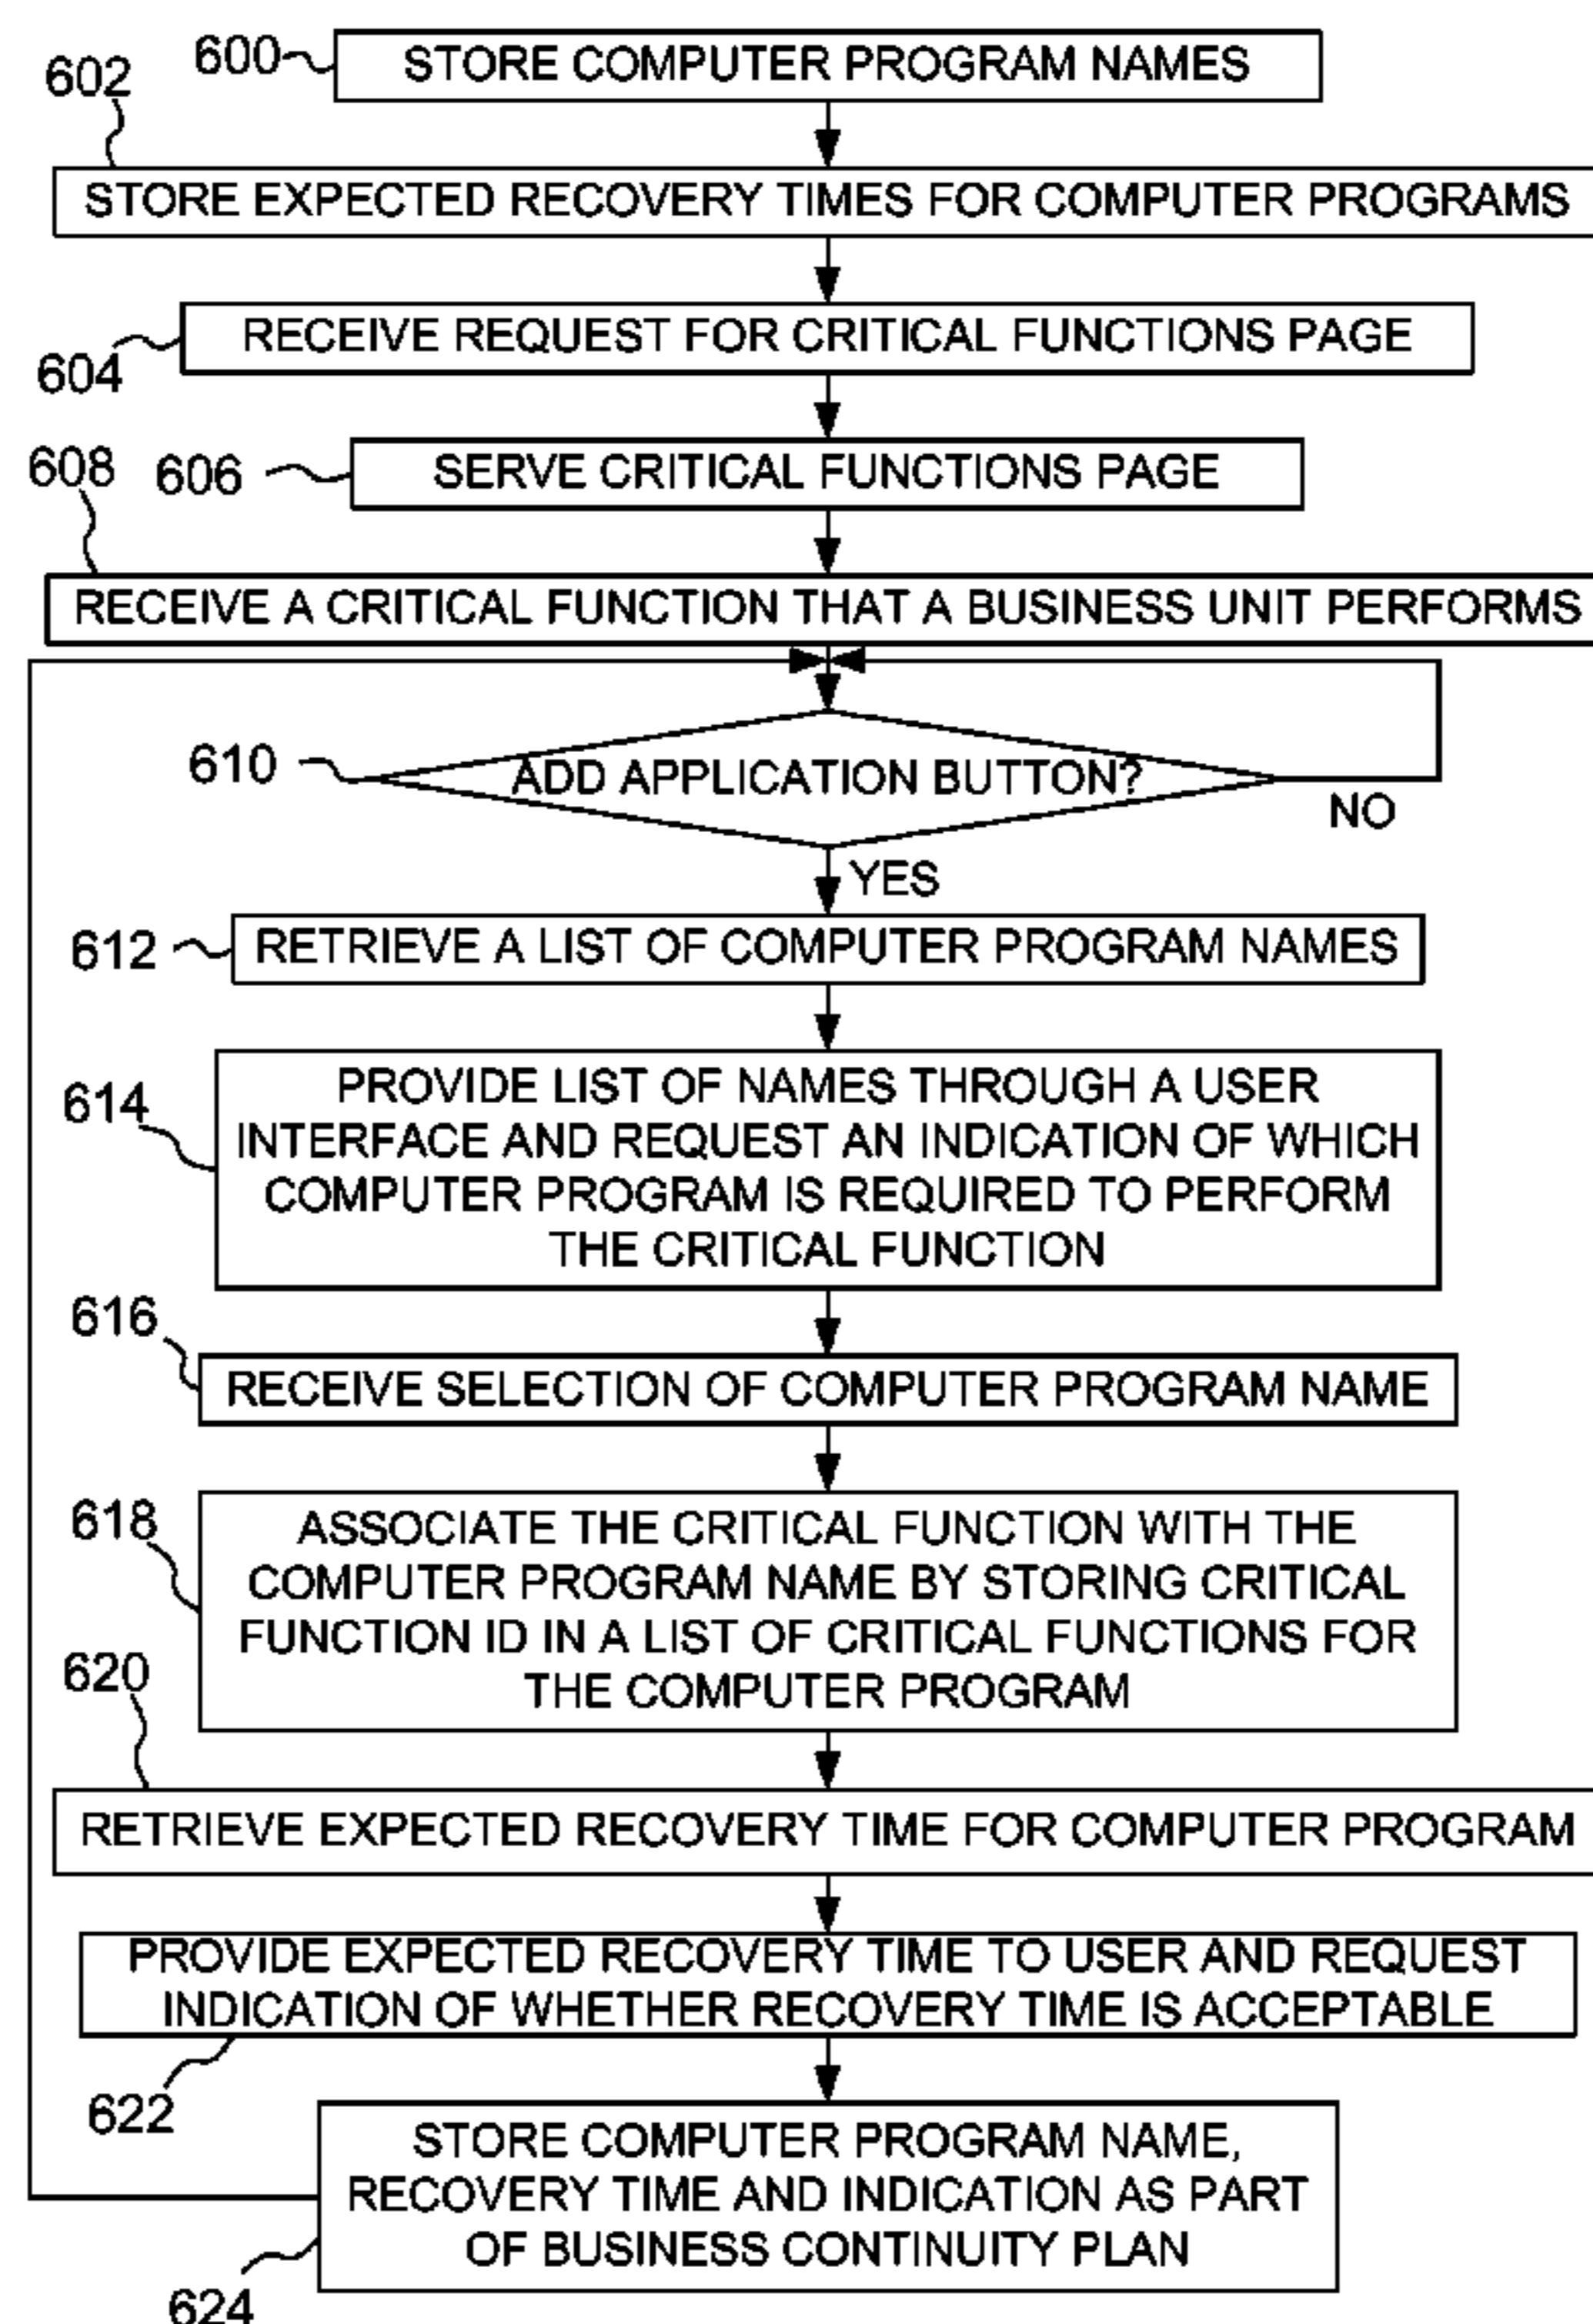 600
STORE COMPUTER PROGRAM NAMES
602
STORE EXPECTED RECOVERY TIMES FOR COMPUTER PROGRAMS
604
RECEIVE REQUEST FOR CRITICAL FUNCTIONS PAGE
606
SERVE CRITICAL FUNCTIONS PAGE
608
RECEIVE A CRITICAL FUNCTION THAT A BUSINESS UNIT PERFORMS
610
ADD APPLICATION BUTTON?
NO
YES
612
RETRIEVE A LIST OF COMPUTER PROGRAM NAMES
614
PROVIDE LIST OF NAMES THROUGH A USER
INTERFACE AND REQUEST AN INDICATION OF WHICH
COMPUTER PROGRAM IS REQUIRED TO PERFORM
THE CRITICAL FUNCTION
616
RECEIVE SELECTION OF COMPUTER PROGRAM NAME
618
ASSOCIATE THE CRITICAL FUNCTION WITH THE
COMPUTER PROGRAM NAME BY STORING CRITICAL
FUNCTION ID IN A LIST OF CRITICAL FUNCTIONS FOR
THE COMPUTER PROGRAM
620
RETRIEVE EXPECTED RECOVERY TIME FOR COMPUTER PROGRAM
PROVIDE EXPECTED RECOVERY TIME TO USER AND REQUEST
INDICATION OF WHETHER RECOVERY TIME IS ACCEPTABLE
622
STORE COMPUTER PROGRAM NAME,
RECOVERY TIME AND INDICATION AS PART
OF BUSINESS CONTINUITY PLAN
624